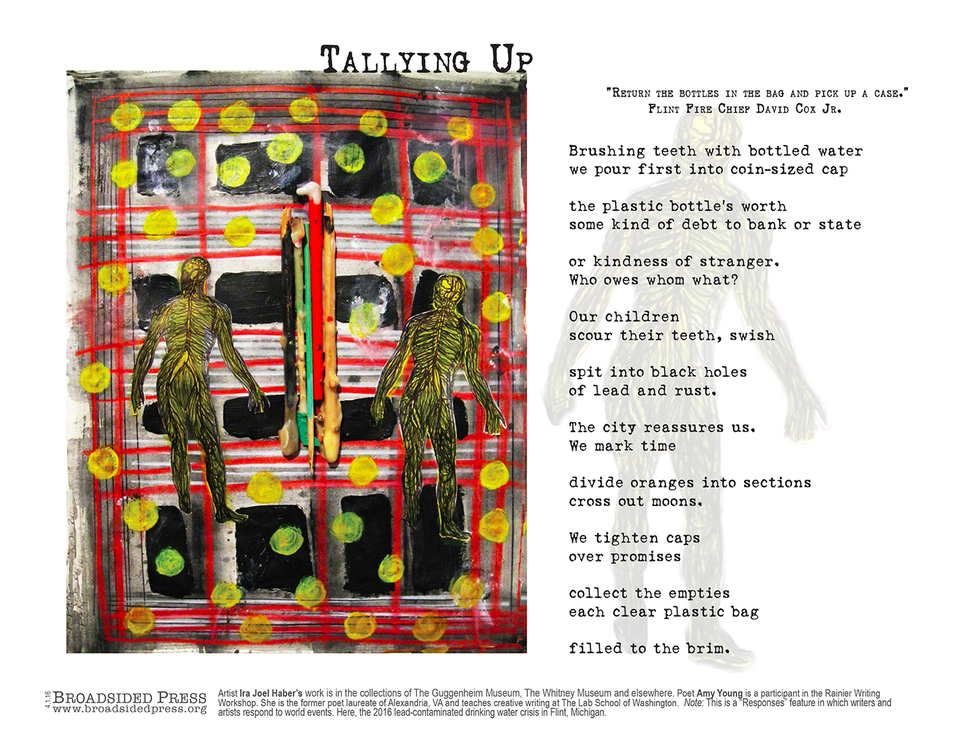 Tallying Up
"Return the bottles in the bag and pick up a case."
Flint Fire Chief David Cox Jr.
Brushing teeth with bottled water
we pour first into coin-sized cap
the plastic bottle's worth
some kind of debt to bank or state
or kindness of stranger.
Who owes whom what?
Our children
scour their teeth, swish
spit into black holes
of lead and rust.
The city reassures us.
We mark time
divide oranges into sections
cross out moons.
We tighten caps
over promises
collect the empties
each clear plastic bag
filled to the brim.
4.1.16
Broadsided Press
www.broadsidedpress.org
Artist Ira Joel Haber's work is in the collections of The Guggenheim Museum, The Whitney Museum and elsewhere. Poet Amy Young is a participant in the Rainier Writing
Workshop. She is the former poet laureate of Alexandria, VA and teaches creative writing at The Lab School of Washington. Note: This is a "Responses" feature in which writers and
artists respond to world events. Here, the 2016 lead-contaminated drinking water crisis in Flint, Michigan.